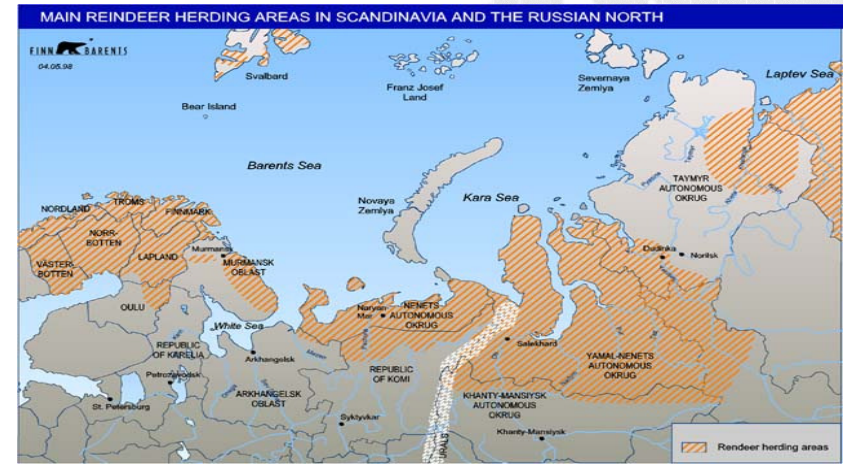 MAIN REINDEER HERDING AREAS IN SCANDINAVIA AND THE RUSSIAN NORTH
FINN BARENTS
04.05.98
Svalbard
Franz Josef
Land
Severnaya
Zemlya
Laptev Sea
Bear Island
Barents Sea
Novaya
Zemlya
Kara Sea
TAYMYR
AUTONOMOUS
OKRUG
NORDLAND
TROMS
FINNMARK
NORR-
BOTTEN
VÄSTER-
BOTTEN
LAPLAND
Murmansk
MURMANSK
OBLAST
Dudinka
Norilsk
OULU
White Sea
Naryan-
Mar
NENETS
AUTONOMOUS
OKRUG
REPUBLIC
OF KARELIA
Arkhangelsk
Salekhard
YAMAL-NENETS
AUTONOMOUS
OKRUG
REPUBLIC
OF KOMI
Petrozavodsk
ARKHANGELSK
OBLAST
KHANTY-MANSIYSK
AUTONOMOUS
OKRUG
St. Petersburg
Syktyvkar
Khanty-Mansiysk
URALS
Rendeer herding areas